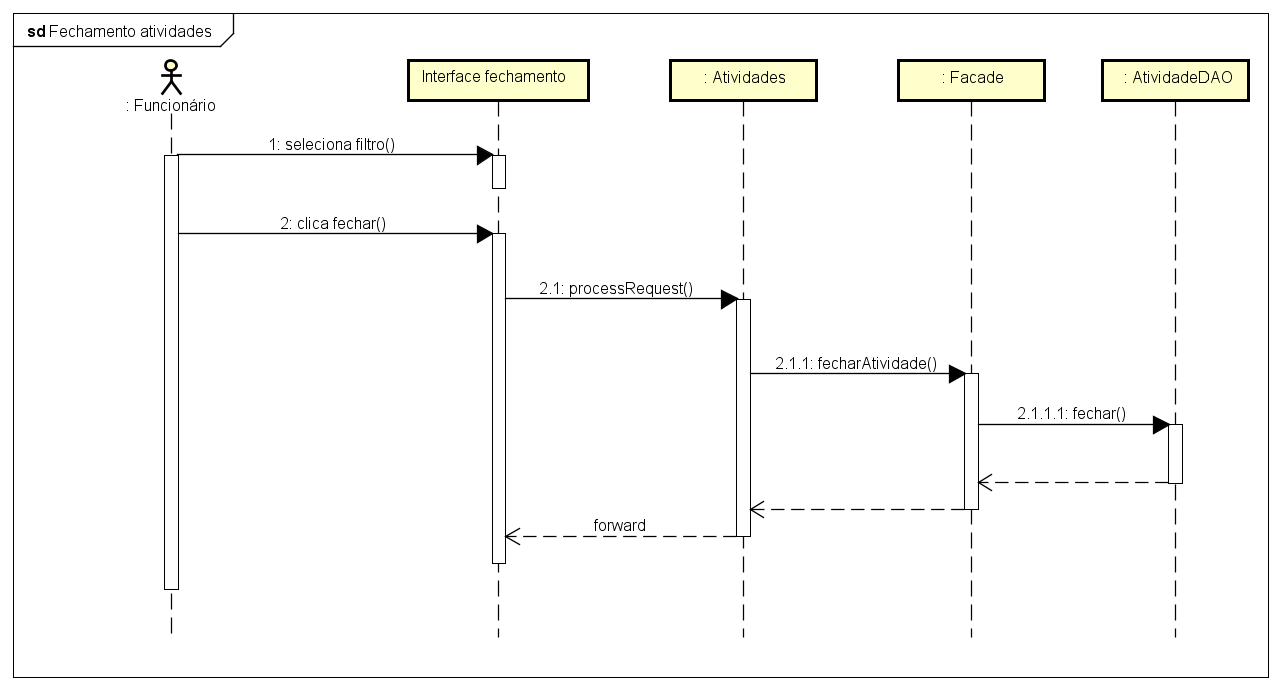 sd Fechamento atividades
: Funcionário
Interface fechamento
: Atividades
: Facade
: AtividadeDAO
1: seleciona filtro()
2: clica fechar()
2.1: processRequest()
2.1.1: fecharAtividade()
2.1.1.1: fechar()
forward